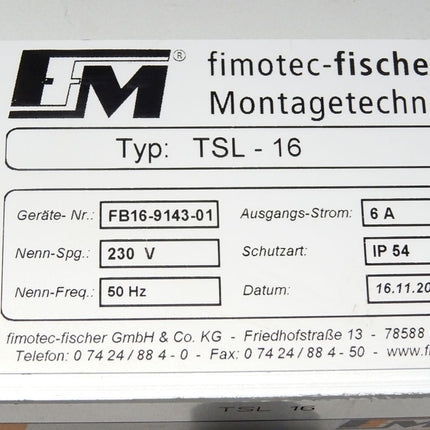 FM ®
fimotec-fische
Montagetechn
Typ: TSL - 16
Geräte- Nr.: FB16-9143-01 Ausgangs-Strom: 6 A
Nenn-Spg.: 230 V Schutzart: IP 54
Nenn-Freq.: 50 Hz Datum: 16.11.20
fimotec-fischer GmbH & Co. KG - Friedhofstraße 13 - 78588
Telefon: 0 74 24/ 88 4- 0 - Fax: 0 74 24/ 88 4 - 50 - www.fi
TSL 16